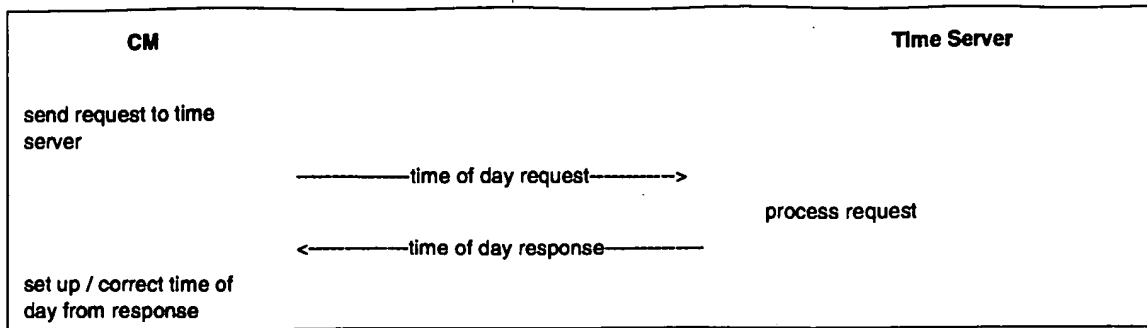 CM Time Server
send request to time
server
————time of day request————>
process request
<————time of day response————
set up / correct time of
day from response